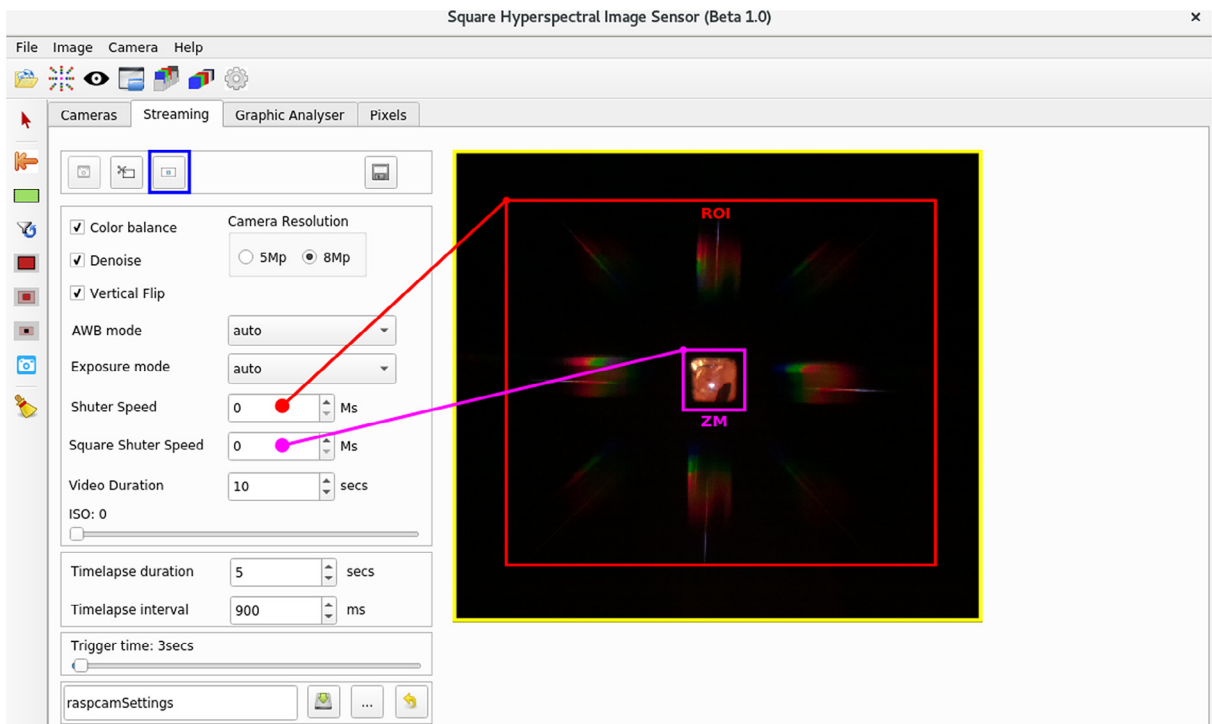 Square Hyperspectral Image Sensor (Beta 1.0)
File Image Camera Help
Cameras Streaming Graphic Analyser Pixels
Color balance
Camera Resolution
Denoise
5Mp 8Mp
Vertical Flip
AWB mode auto
Exposure mode auto
Shuter Speed 0 Ms
Square Shuter Speed 0 Ms
Video Duration 10 secs
ISO: 0
Timelapse duration 5 secs
Timelapse interval 900 ms
Trigger time: 3secs
raspcamSettings ...
ROI
ZM